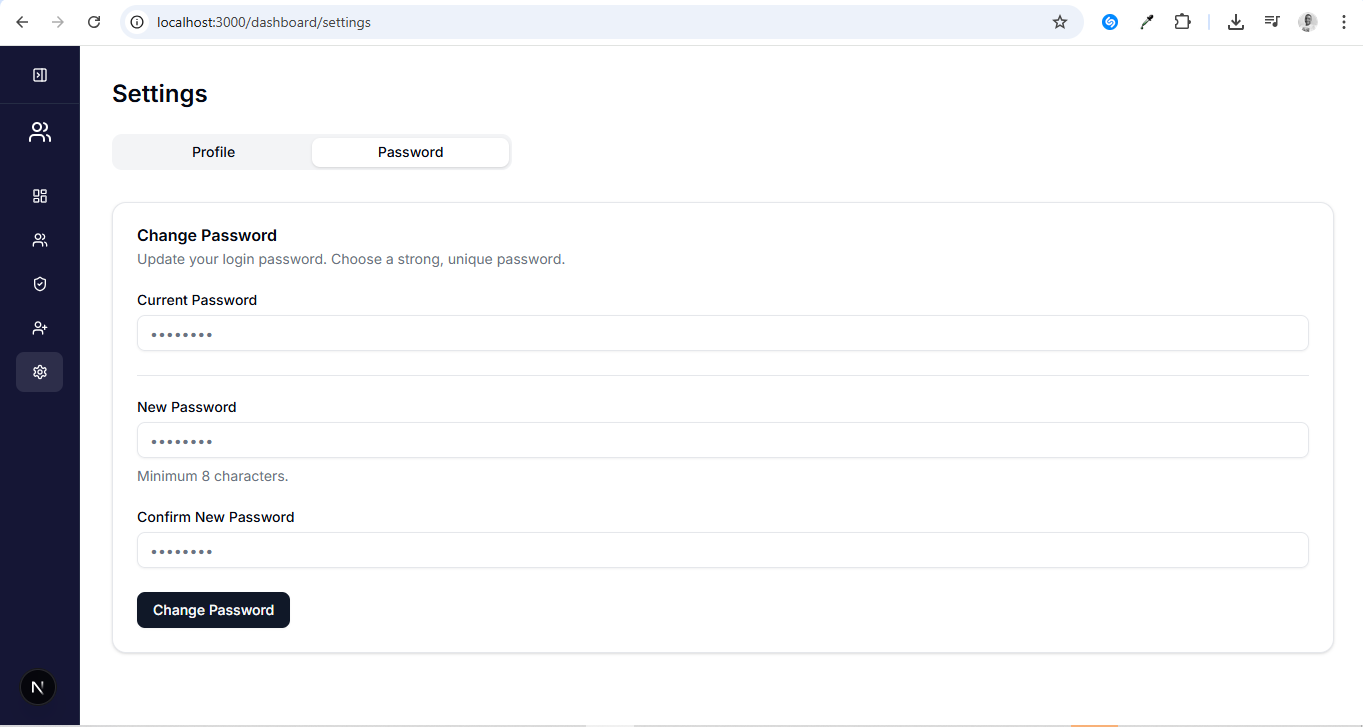 localhost:3000/dashboard/settings
Settings
Profile Password
Change Password
Update your login password. Choose a strong, unique password.
Current Password
••••••••
New Password
••••••••
Minimum 8 characters.
Confirm New Password
••••••••
Change Password
N